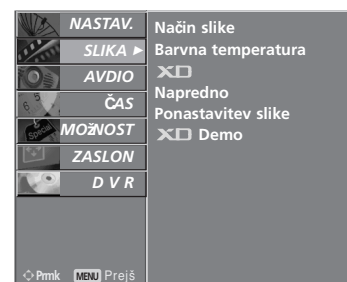 NASTAV.
SLIKA ►
AVDIO
ČAS
MOŽNOST
ZASLON
D V R
Način slike
Barvna temperatura
XD
Napredno
Ponastavitev slike
XD Demo
Special
Prmk MENU Prejš